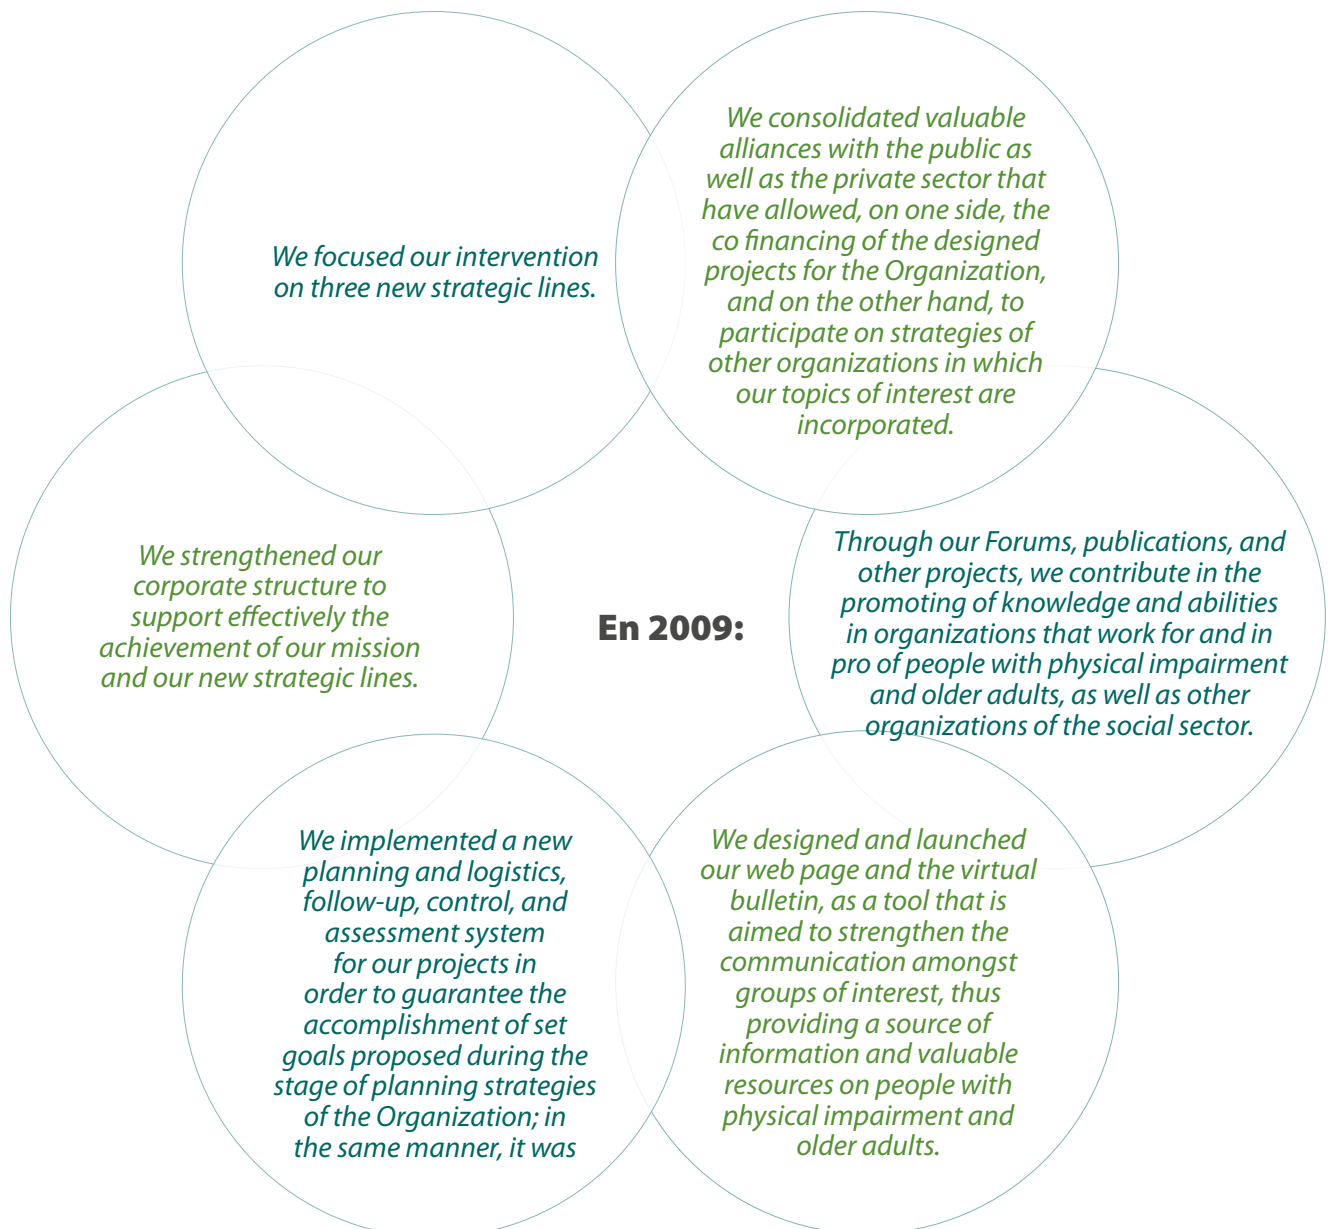 We focused our intervention
on three new strategic lines.
We consolidated valuable
alliances with the public as
well as the private sector that
have allowed, on one side, the
co financing of the designed
projects for the Organization,
and on the other hand, to
participate on strategies of
other organizations in which
our topics of interest are
incorporated.
We strengthened our
corporate structure to
support effectively the
achievement of our mission
and our new strategic lines.
En 2009:
Through our Forums, publications, and
other projects, we contribute in the
promoting of knowledge and abilities
in organizations that work for and in
pro of people with physical impairment
and older adults, as well as other
organizations of the social sector.
We implemented a new
planning and logistics,
follow-up, control, and
assessment system
for our projects in
order to guarantee the
accomplishment of set
goals proposed during the
stage of planning strategies
of the Organization; in
the same manner, it was
We designed and launched
our web page and the virtual
bulletin, as a tool that is
aimed to strengthen the
communication amongst
groups of interest, thus
providing a source of
information and valuable
resources on people with
physical impairment and
older adults.